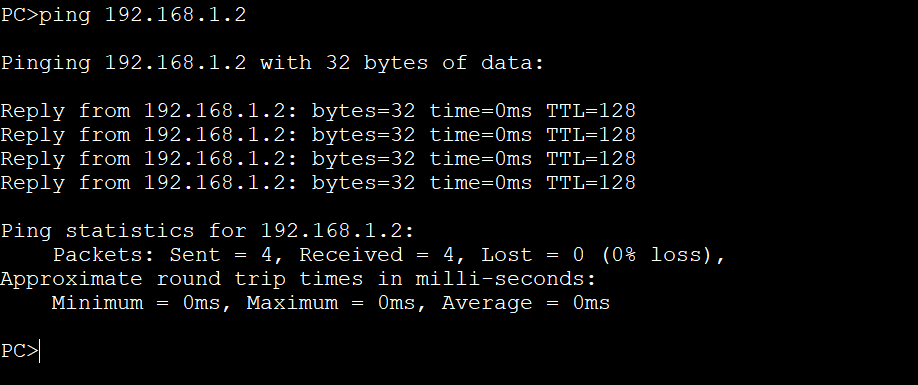 PC>ping 192.168.1.2
Pinging 192.168.1.2 with 32 bytes of data:
Reply from 192.168.1.2: bytes=32 time=0ms TTL=128
Reply from 192.168.1.2: bytes=32 time=0ms TTL=128
Reply from 192.168.1.2: bytes=32 time=0ms TTL=128
Reply from 192.168.1.2: bytes=32 time=0ms TTL=128
Ping statistics for 192.168.1.2:
    Packets: Sent = 4, Received = 4, Lost = 0 (0% loss),
Approximate round trip times in milli-seconds:
    Minimum = 0ms, Maximum = 0ms, Average = 0ms
PC>